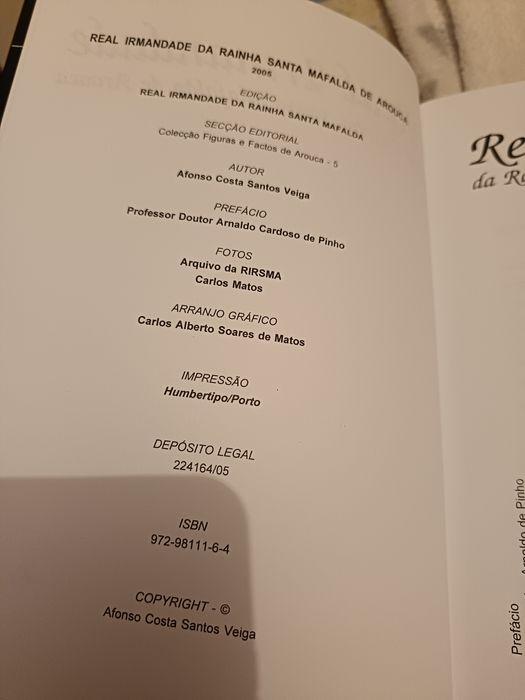 REAL IRMANDADE DA RAINHA SANTA MAFALDA DE AROUCA
2005
EDIÇÃO
REAL IRMANDADE DA RAINHA SANTA MAFALDA
SECÇÃO EDITORIAL
Colecção Figuras e Factos de Arouca - 5
AUTOR
Afonso Costa Santos Veiga
PREFÁCIO
Professor Doutor Arnaldo Cardoso de Pinho
FOTOS
Arquivo da RIRSMA
Carlos Matos
ARRANJO GRÁFICO
Carlos Alberto Soares de Matos
IMPRESSÃO
Humbertipo/Porto
DEPÓSITO LEGAL
224164/05
ISBN
972-98111-6-4
COPYRIGHT - ©
Afonso Costa Santos Veiga
Re
da Ra
Prefácio
Arnaldo de Pinho